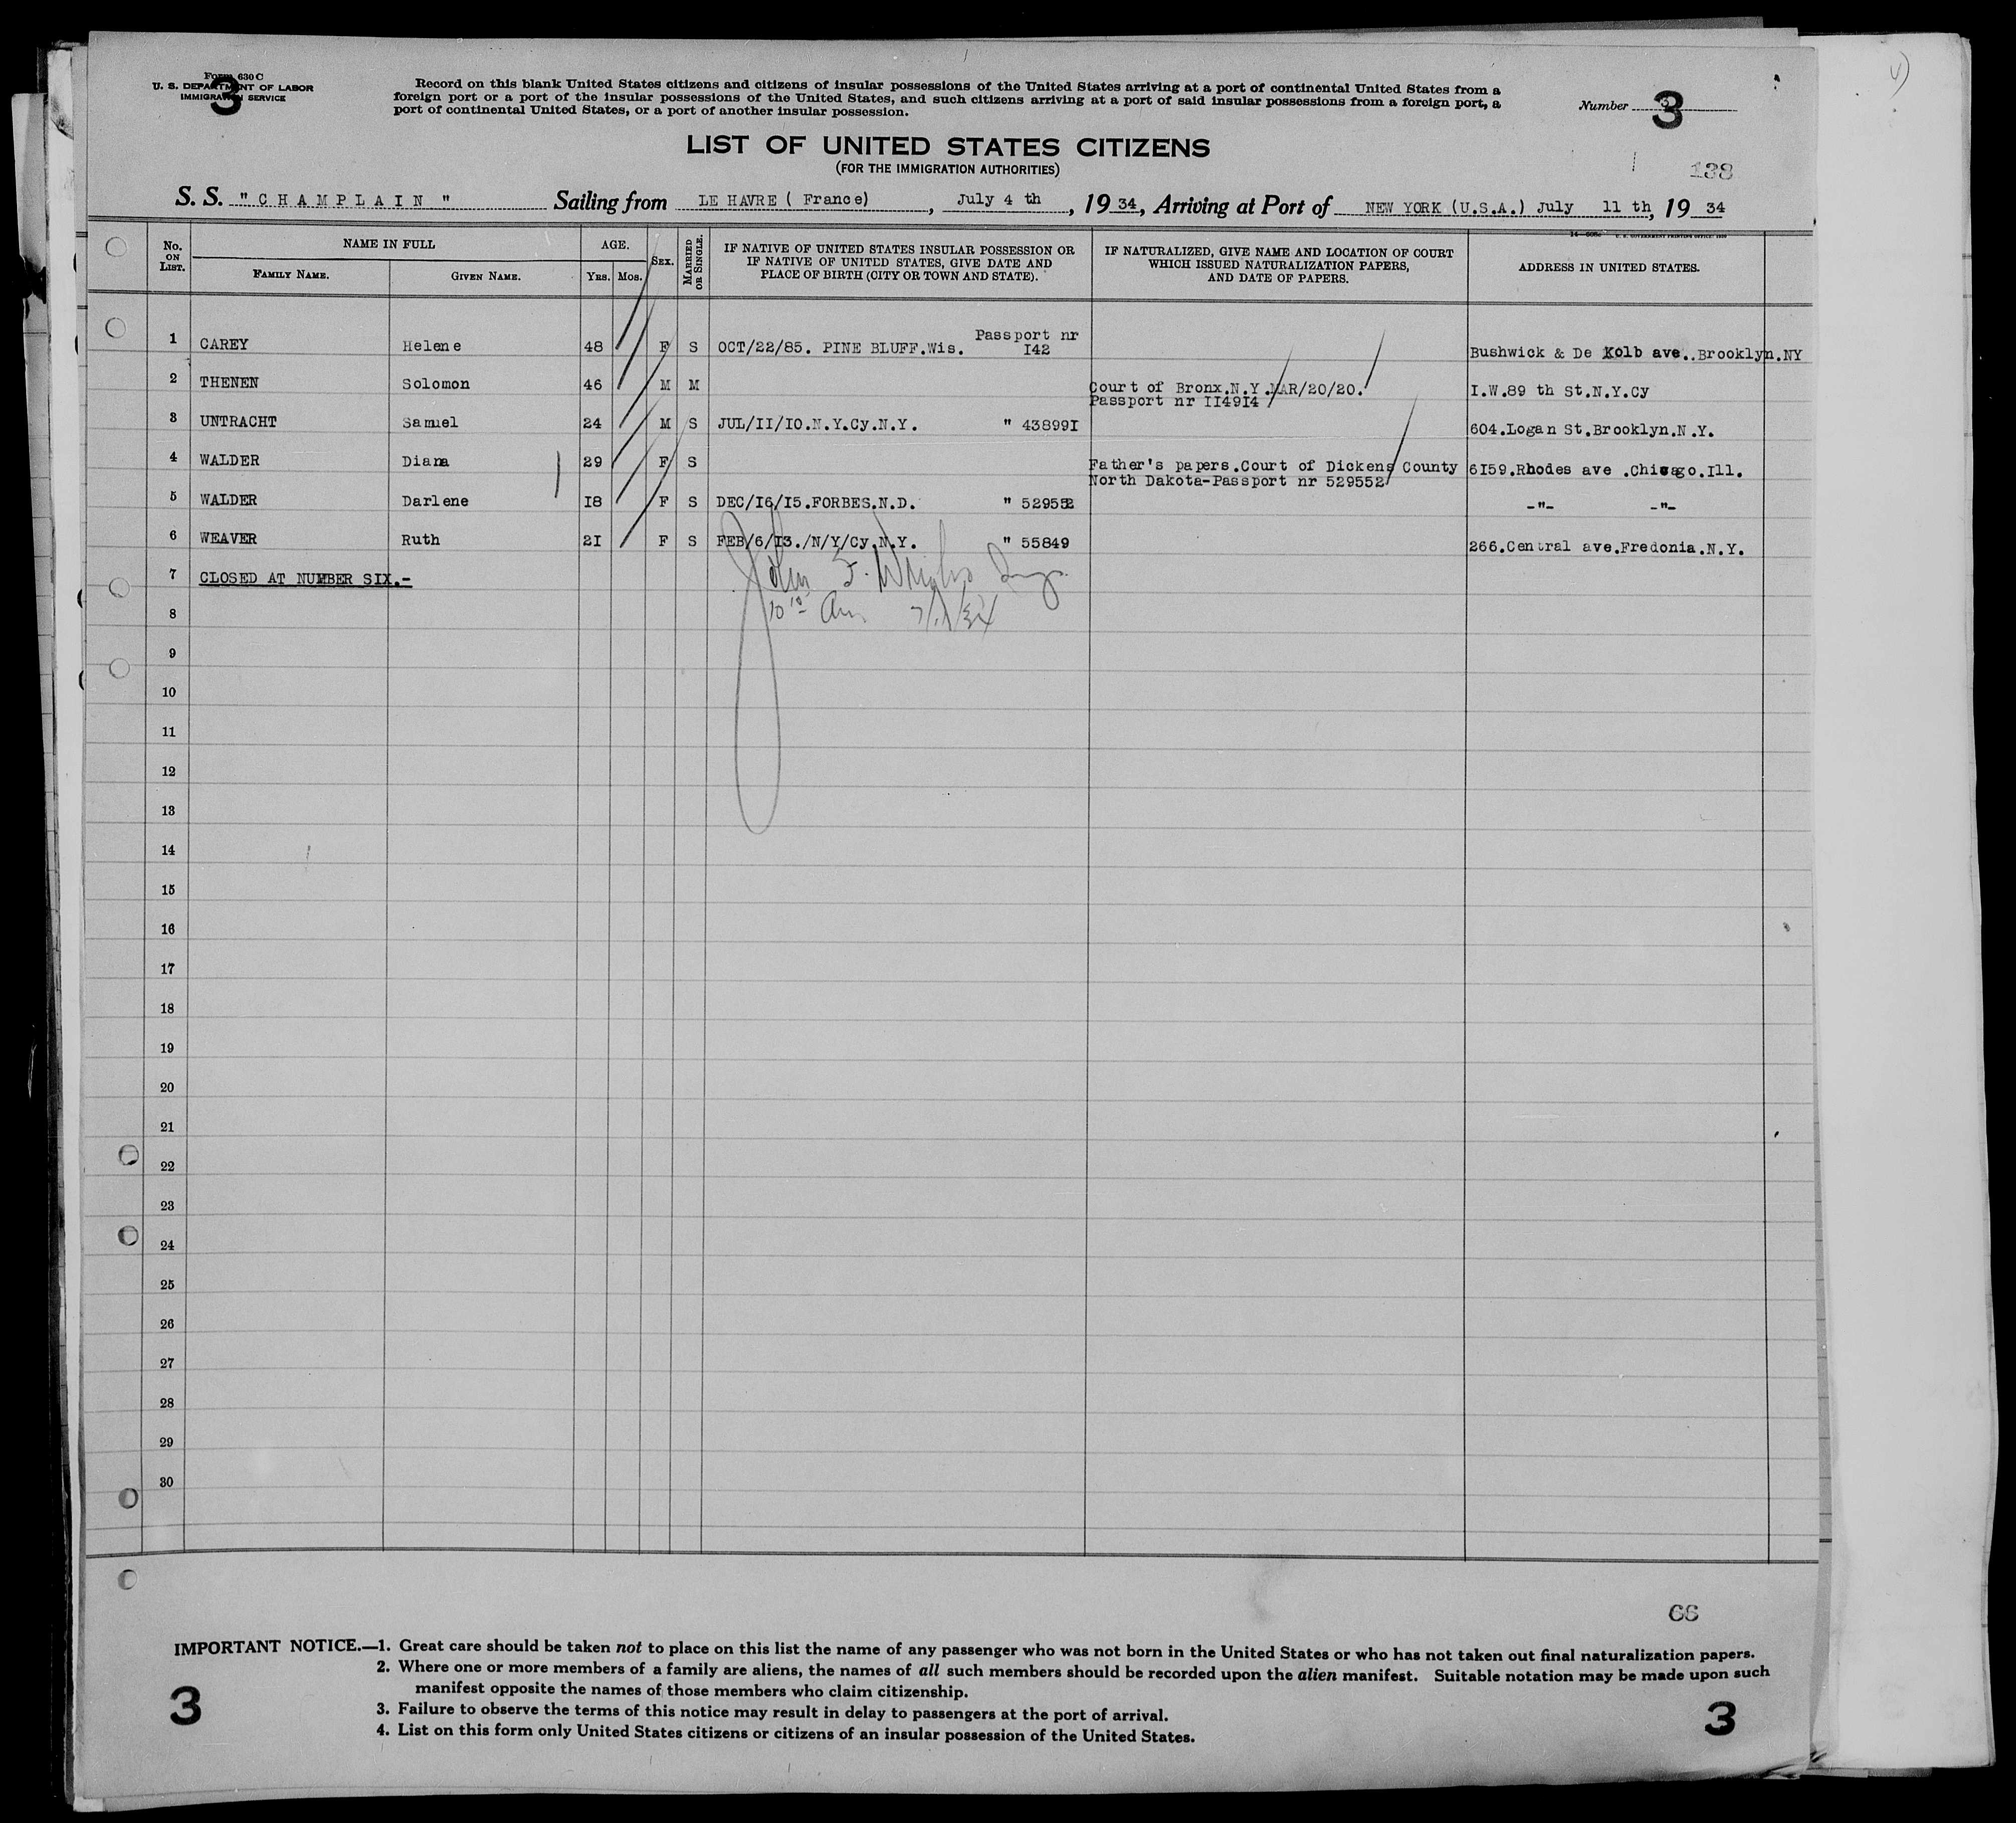 Form 630 C
U. S. DEPARTMENT OF LABOR
IMMIGRATION SERVICE
3
Record on this blank United States citizens and citizens of insular possessions of the United States arriving at a port of continental United States from a
foreign port or a port of the insular possessions of the United States, and such citizens arriving at a port of said insular possessions from a foreign port, a
port of continental United States, or a port of another insular possession.
Number 3
LIST OF UNITED STATES CITIZENS
(FOR THE IMMIGRATION AUTHORITIES)
138
S. S. " C H A M P L A I N " Sailing from LE HAVRE ( France) , July 4 th , 19 34, Arriving at Port of NEW YORK (U.S.A.) July 11 th, 19 34
No. ON LIST. NAME IN FULL FAMILY NAME. GIVEN NAME. AGE. YRS. MOS. SEX. MARRIED OR SINGLE. IF NATIVE OF UNITED STATES INSULAR POSSESSION OR IF NATIVE OF UNITED STATES, GIVE DATE AND PLACE OF BIRTH (CITY OR TOWN AND STATE). IF NATURALIZED, GIVE NAME AND LOCATION OF COURT WHICH ISSUED NATURALIZATION PAPERS, AND DATE OF PAPERS. ADDRESS IN UNITED STATES.
1 CAREY Helene 48 F S OCT/22/85. PINE BLUFF.Wis. Passport nr I42 Bushwick & De Kolb ave..Brooklyn.NY
2 THENEN Solomon 46 M M Court of Bronx.N.Y.MAR/20/20. Passport nr II49I4 I.W.89 th St.N.Y.Cy
3 UNTRACHT Samuel 24 M S JUL/II/IO.N.Y.Cy.N.Y. " 43899I 604.Logan St.Brooklyn.N.Y.
4 WALDER Diana 29 F S Father's papers.Court of Dickens County North Dakota-Passport nr 529552 6I59.Rhodes ave .Chicago.Ill.
5 WALDER Darlene I8 F S DEC/I6/I5.FORBES.N.D. " 529552 -"- -"-
6 WEAVER Ruth 2I F S FEB/6/I3./N/Y/Cy.N.Y. " 55849 266.Central ave.Fredonia.N.Y.
7 CLOSED AT NUMBER SIX.-
John F.
8
10 10 am 7/11/34
9
10
11
12
13
14
15
16
17
18
19
20
21
22
23
24
25
26
27
28
29
30
66
IMPORTANT NOTICE.—1. Great care should be taken not to place on this list the name of any passenger who was not born in the United States or who has not taken out final naturalization papers.
2. Where one or more members of a family are aliens, the names of all such members should be recorded upon the alien manifest. Suitable notation may be made upon such
manifest opposite the names of those members who claim citizenship.
3. Failure to observe the terms of this notice may result in delay to passengers at the port of arrival.
4. List on this form only United States citizens or citizens of an insular possession of the United States.
3 3